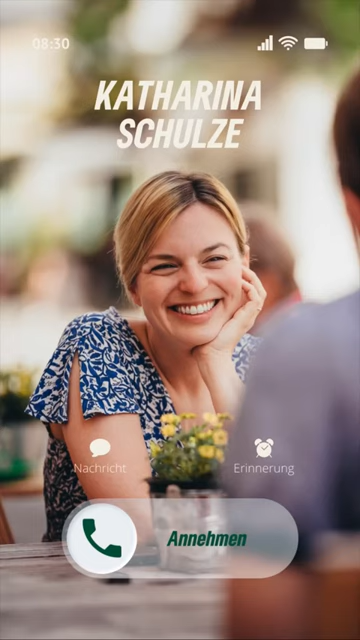 08:30
KATHARINA
SCHULZE
Nachricht
Erinnerung
Annehmen